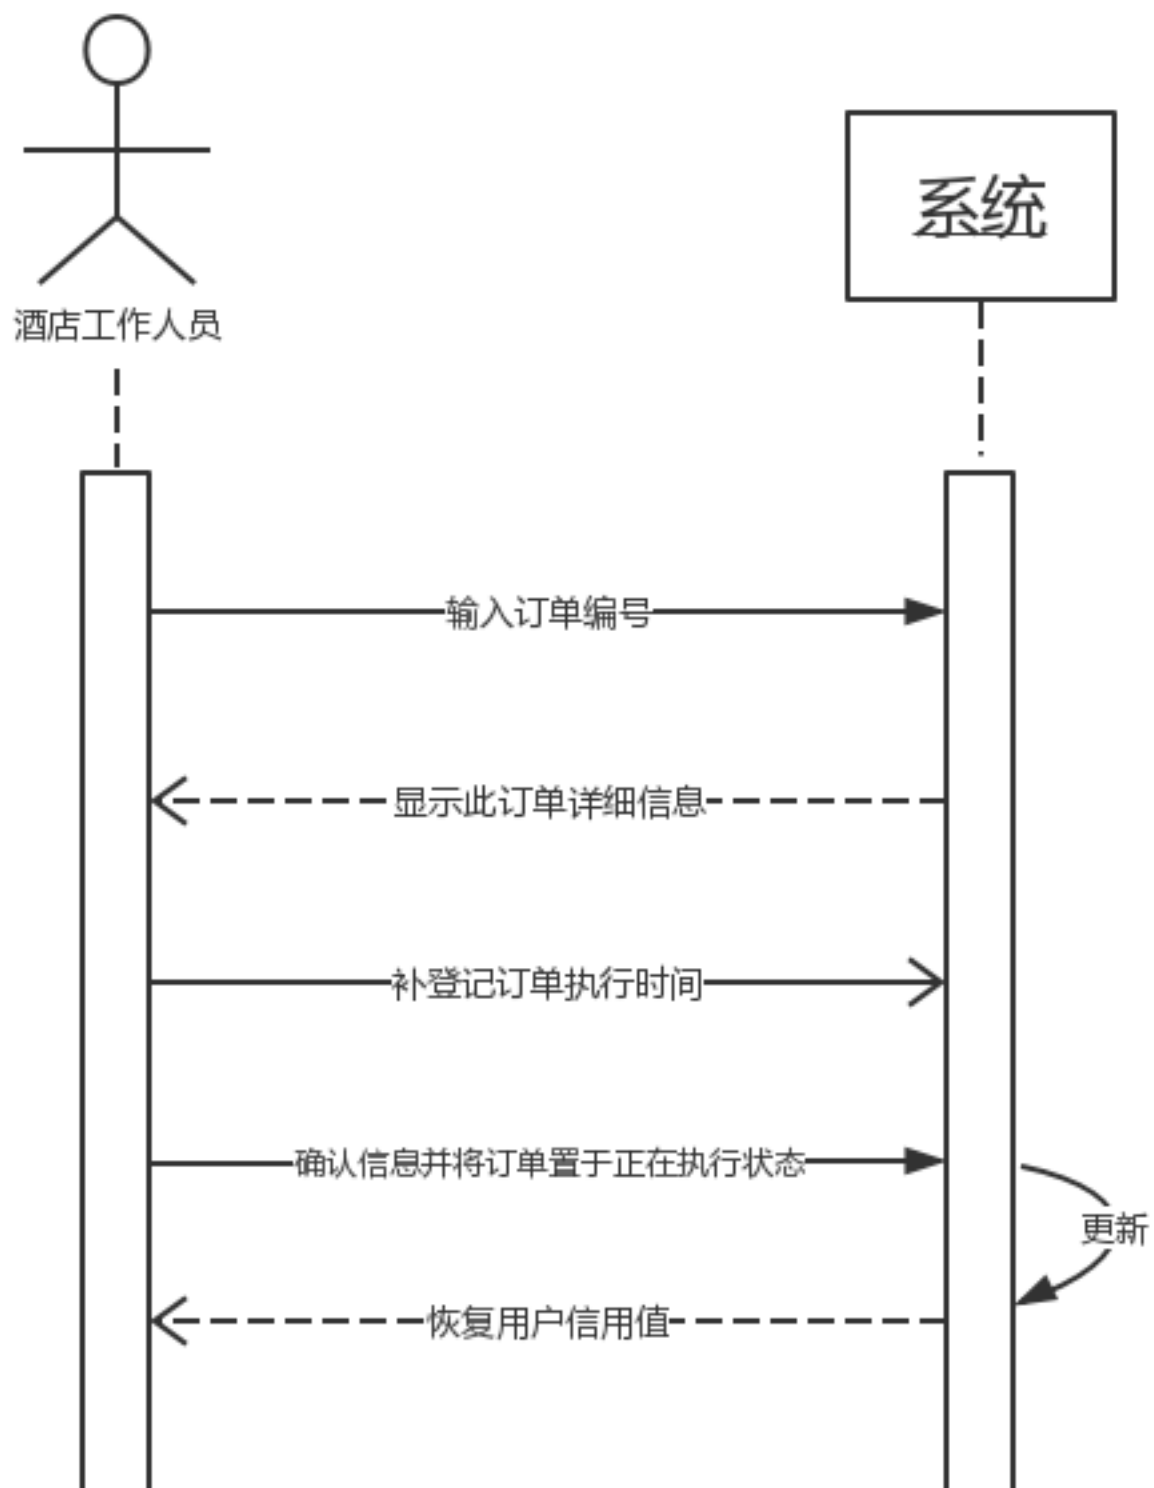 系统
酒店工作人员
输入订单编号
显示此订单详细信息
补登记订单执行时间
确认信息并将订单置于正在执行状态
更新
恢复用户信用值